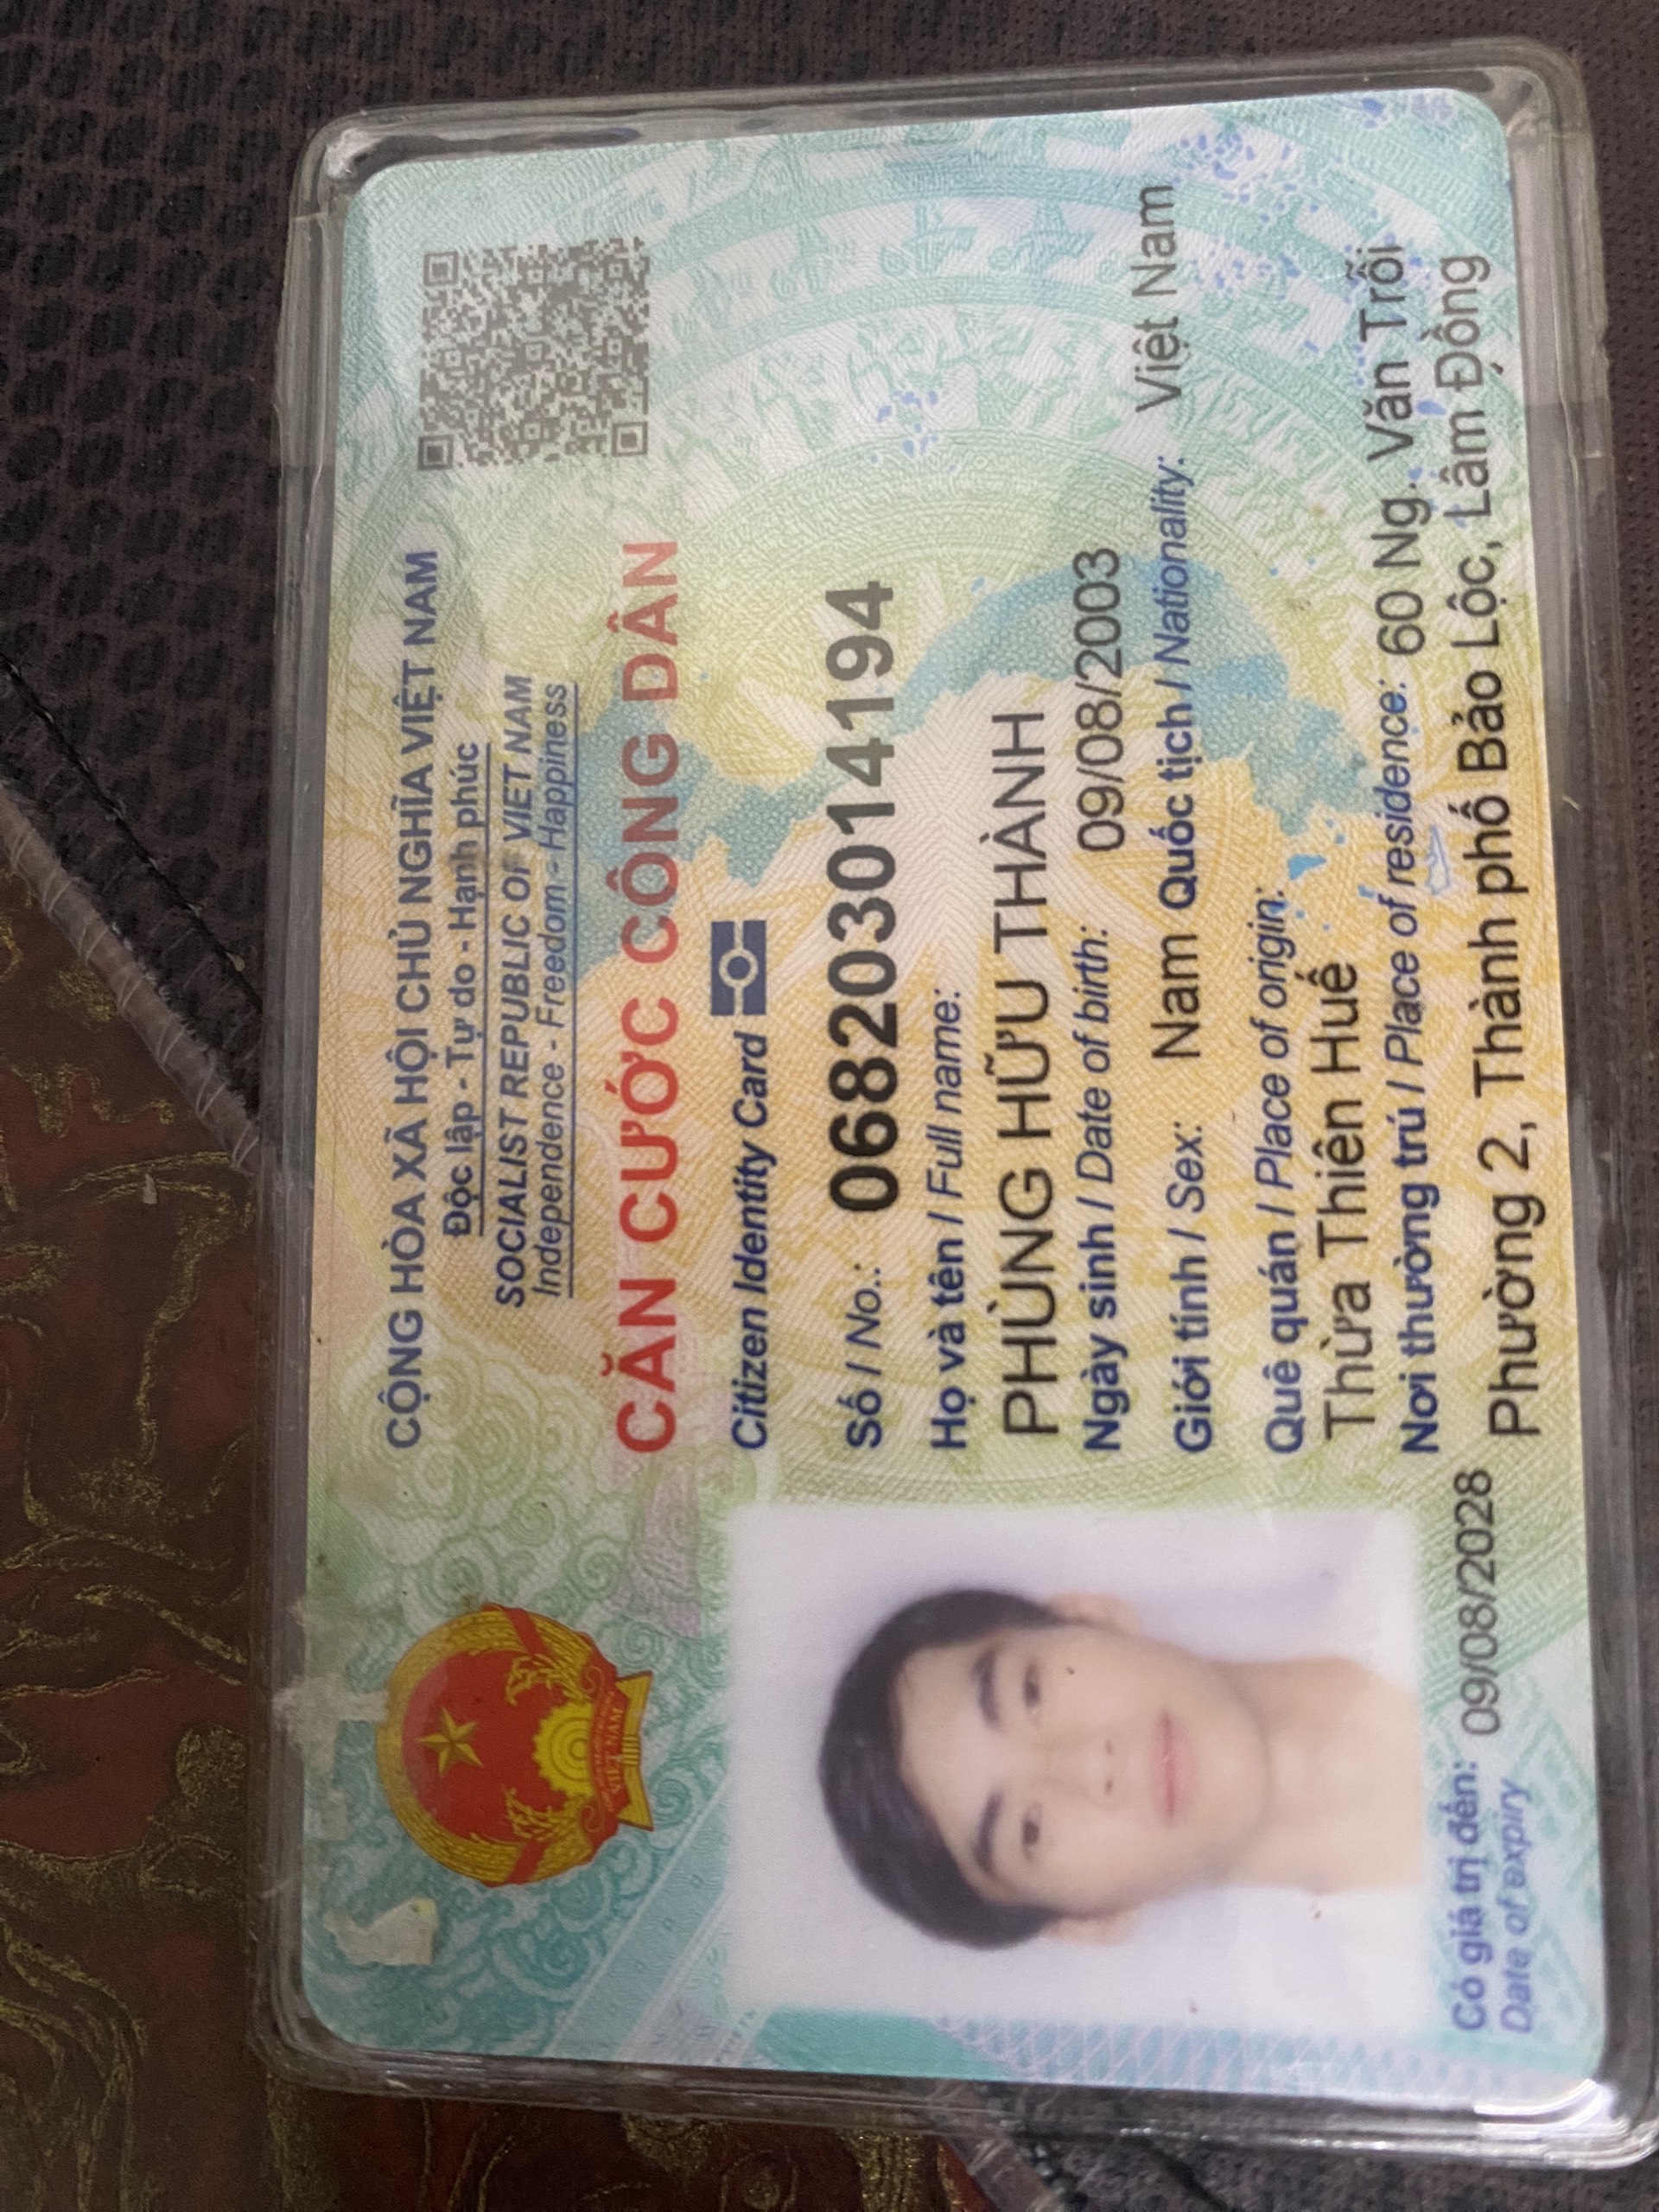 CỘNG HÒA XÃ HỘI CHỦ NGHĨA VIỆT NAM
Độc lập - Tự do - Hạnh phúc
SOCIALIST REPUBLIC OF VIET NAM
Independence - Freedom - Happiness
CĂN CƯỚC CÔNG DÂN
Citizen Identity Card
Số / No.: 068203014194
Họ và tên / Full name:
PHÙNG HỮU THÀNH
Ngày sinh / Date of birth: 09/08/2003
Giới tính / Sex: Nam Quốc tịch / Nationality: Việt Nam
Quê quán / Place of origin:
Thừa Thiên Huế
Nơi thường trú / Place of residence: 60 Ng. Văn Trỗi
Phường 2, Thành phố Bảo Lộc, Lâm Đồng
Có giá trị đến: 09/08/2028
Date of expiry
VIỆT NAM